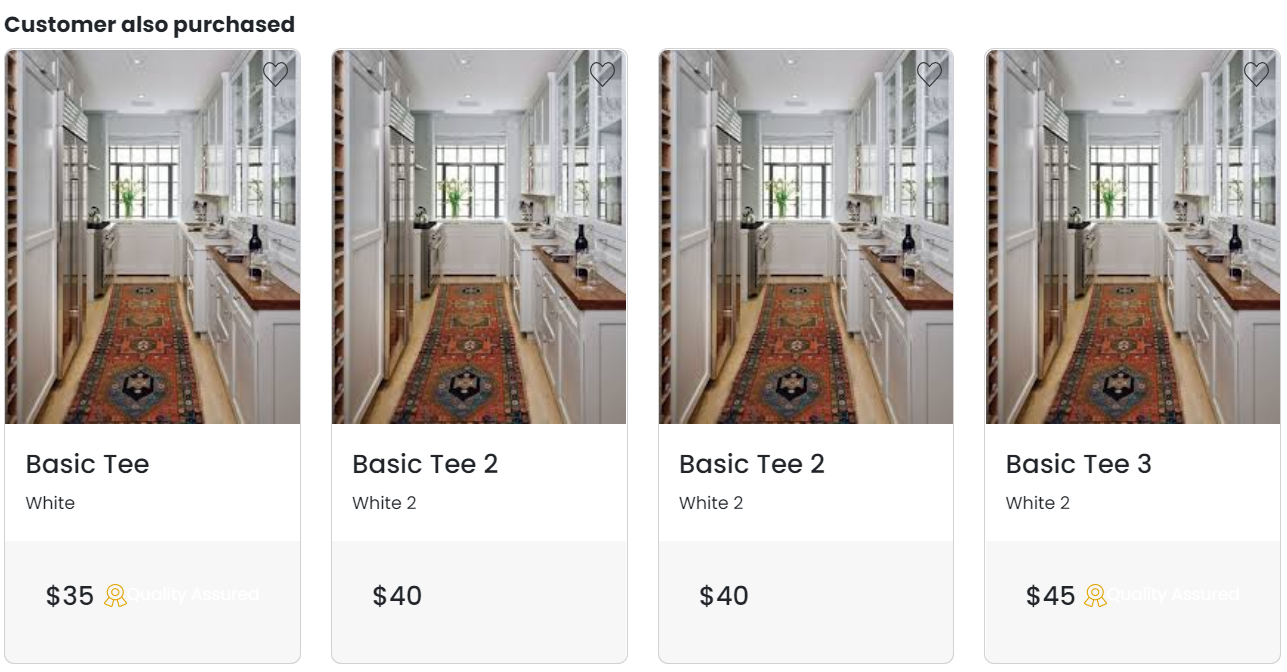 Customer also purchased
Basic Tee
White
$35 Quality Assured
Basic Tee 2
White 2
$40
Basic Tee 2
White 2
$40
Basic Tee 3
White 2
$45 Quality Assured